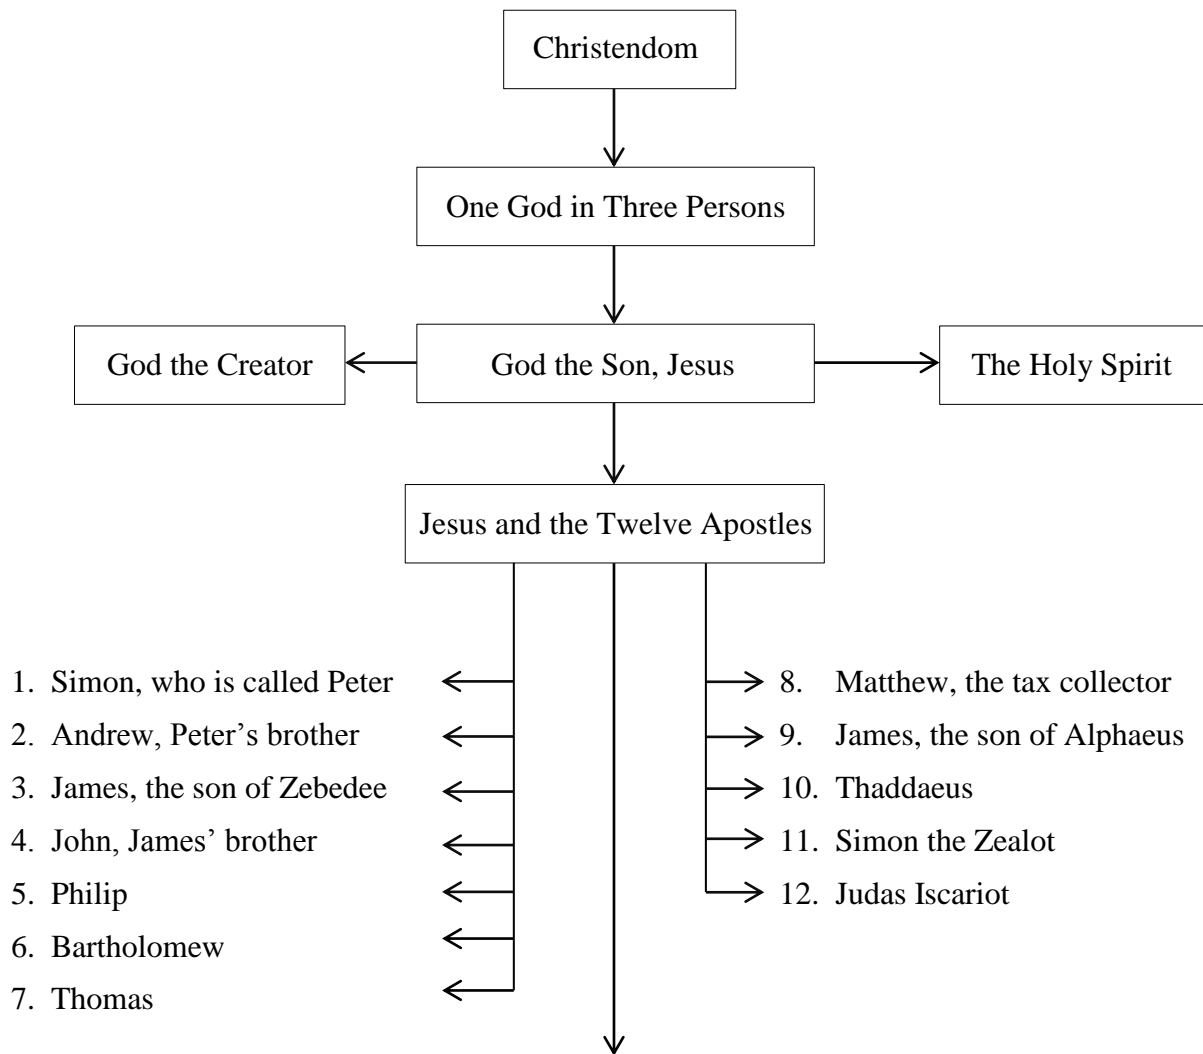 Christendom
One God in Three Persons
God the Creator
God the Son, Jesus
The Holy Spirit
Jesus and the Twelve Apostles
1. Simon, who is called Peter
2. Andrew, Peter’s brother
3. James, the son of Zebedee
4. John, James’ brother
5. Philip
6. Bartholomew
7. Thomas
8. Matthew, the tax collector
9. James, the son of Alphaeus
10. Thaddaeus
11. Simon the Zealot
12. Judas Iscariot